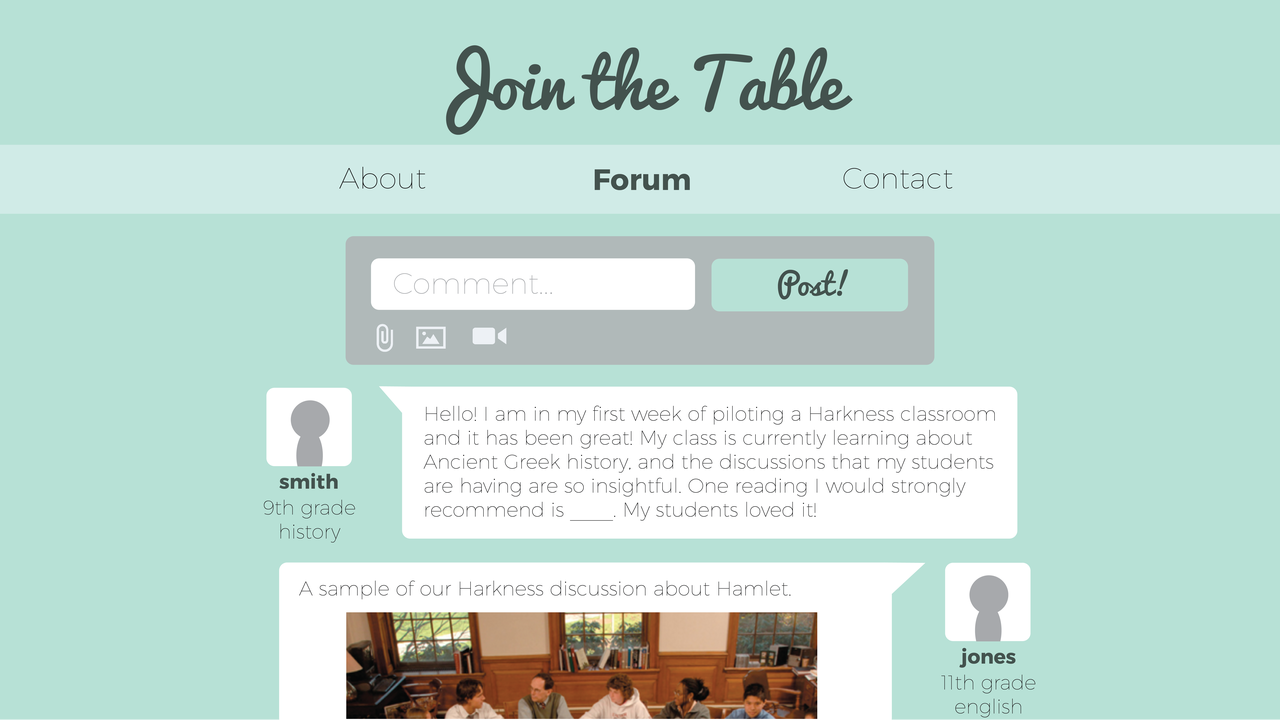 Join the Table
About
Forum
Contact
Comment...
Post!
smith
9th grade
history
Hello! I am in my first week of piloting a Harkness classroom
and it has been great! My class is currently learning about
Ancient Greek history, and the discussions that my students
are having are so insightful. One reading I would strongly
recommend is _____. My students loved it!
A sample of our Harkness discussion about Hamlet.
jones
11th grade
english